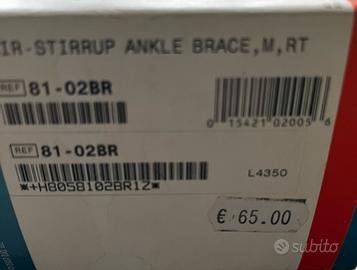 IR-STIRRUP ANKLE BRACE,M,RT
REF 81-02BR
0 15421 02005 6
REF 81-02BR
*+H8058102BR1Z*
L4350
€ 65.00
subito